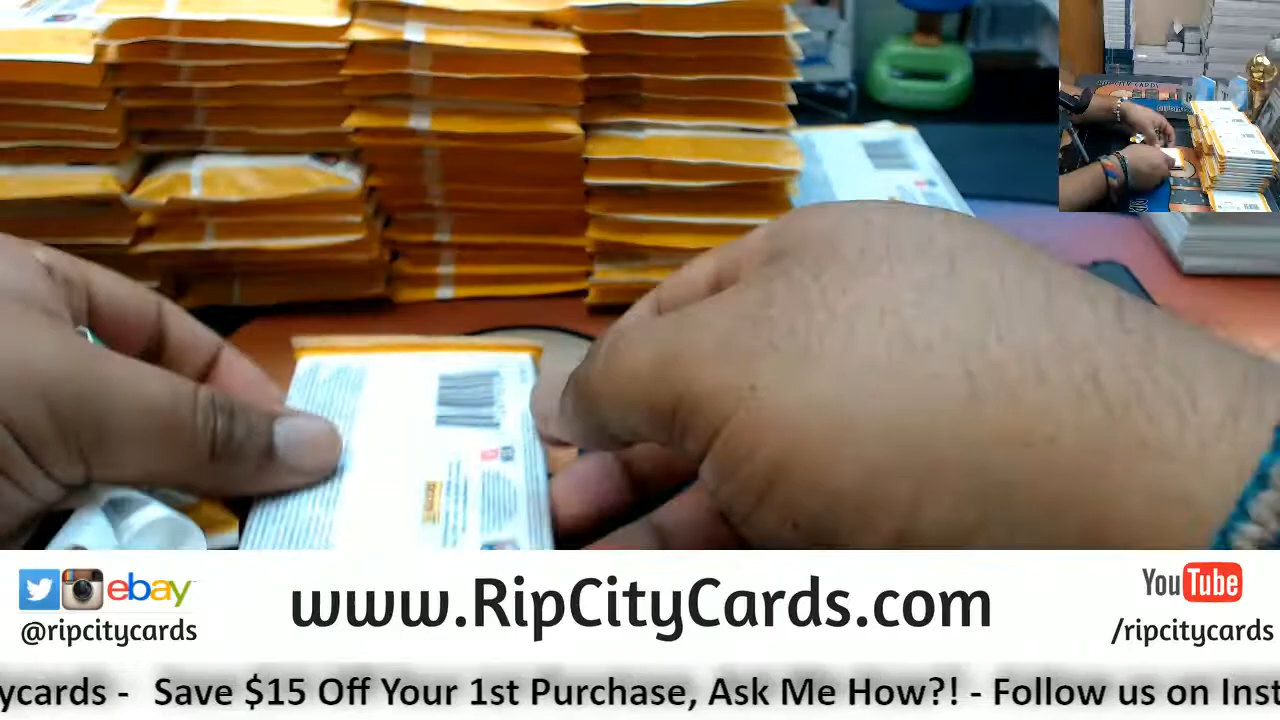 ebay
@ripcitycards
www.RipCityCards.com
YouTube
/ripcitycards
ycards - Save $15 Off Your 1st Purchase, Ask Me How?! - Follow us on Inst